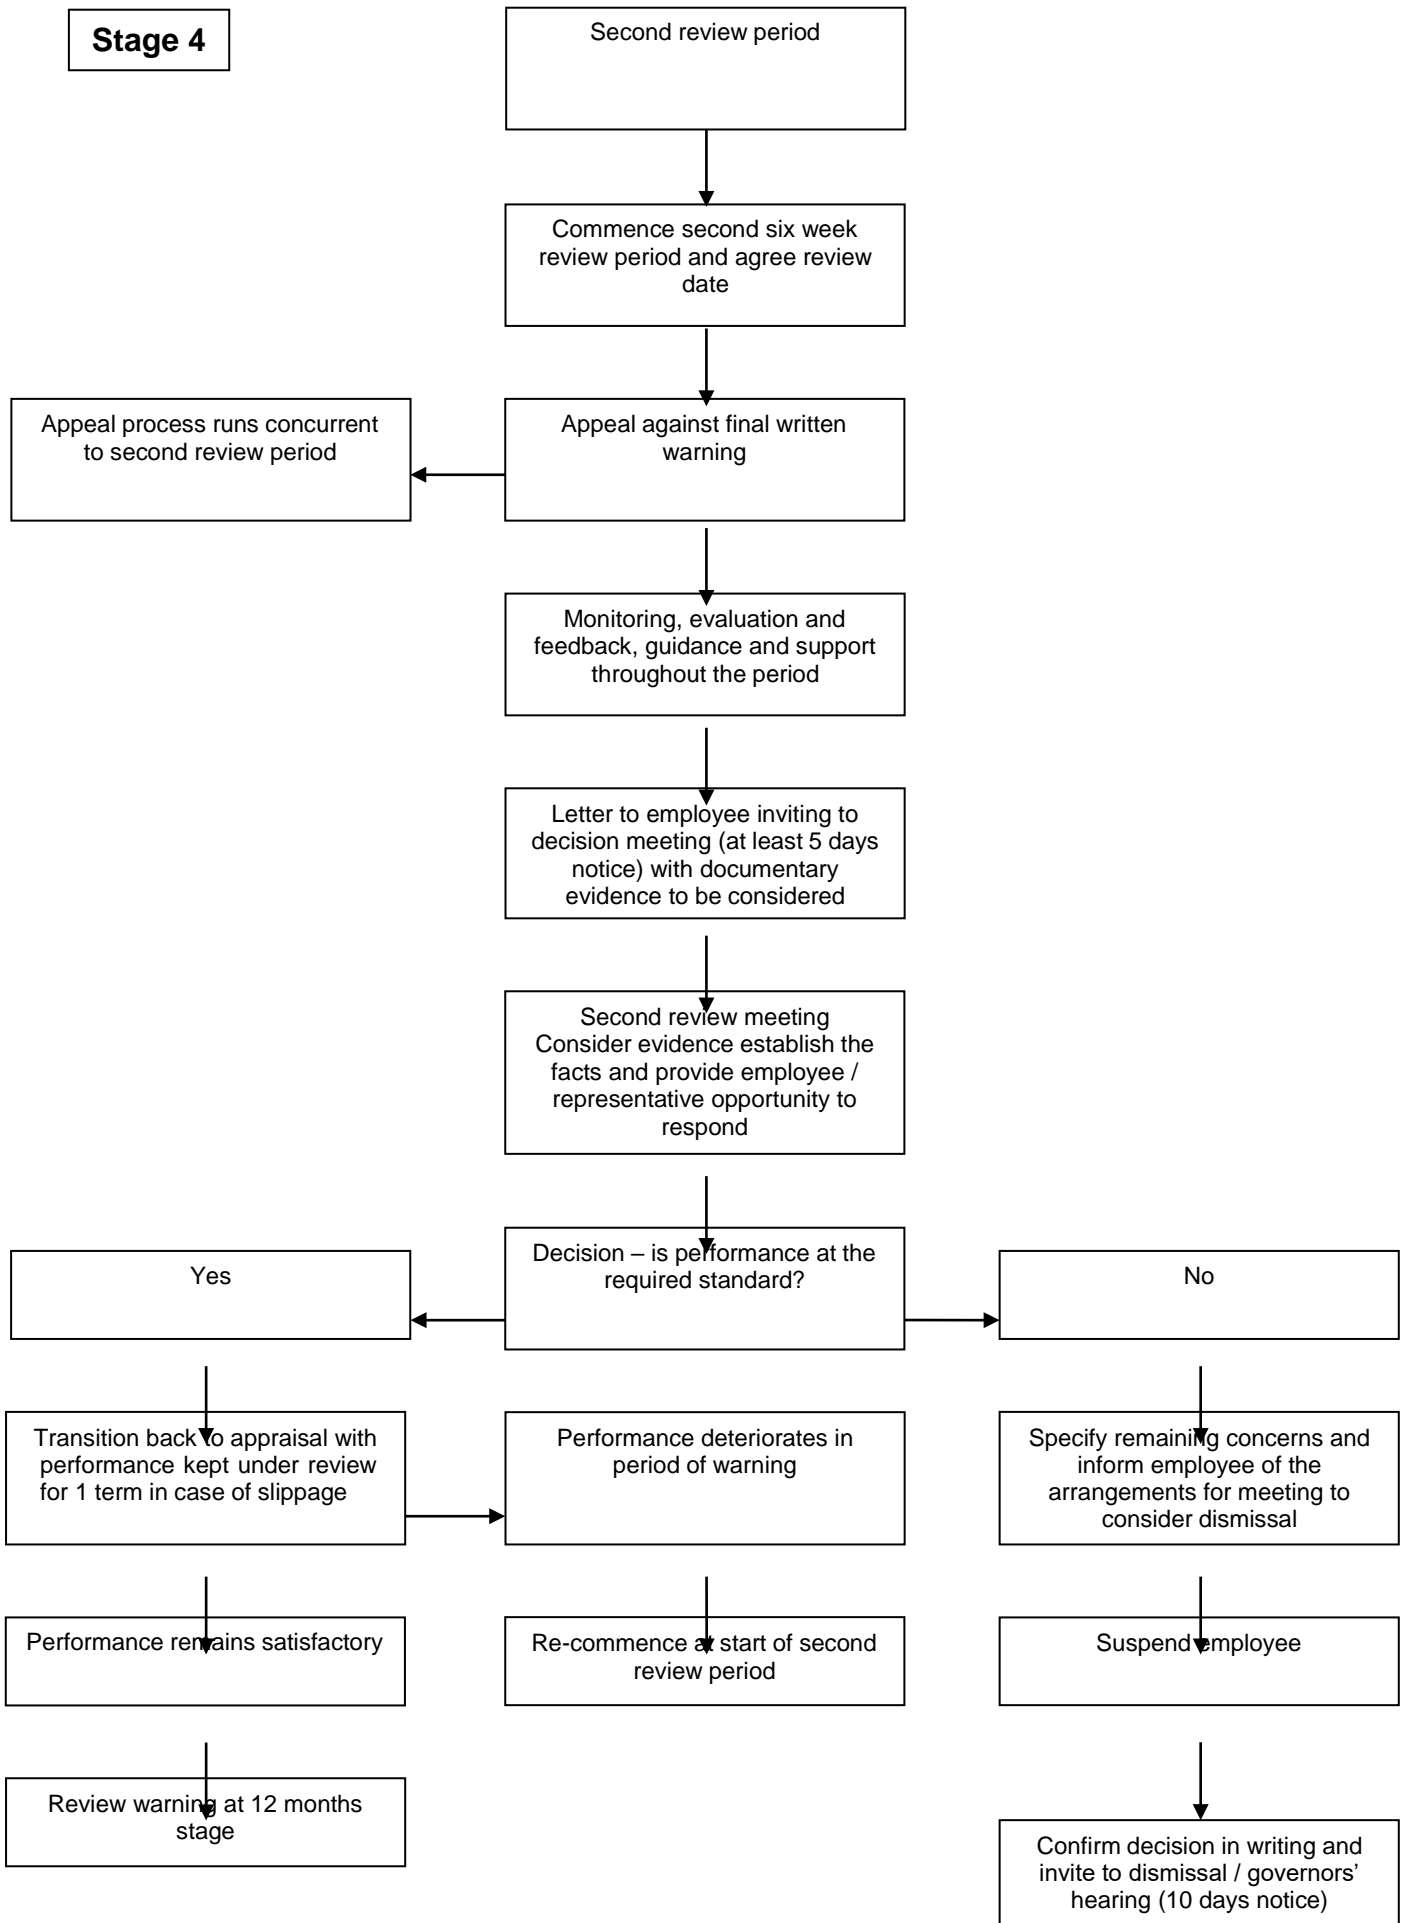 Stage 4
Second review period
Commence second six week
review period and agree review
date
Appeal process runs concurrent
to second review period
Appeal against final written
warning
Monitoring, evaluation and
feedback, guidance and support
throughout the period
Letter to employee inviting to
decision meeting (at least 5 days
notice) with documentary
evidence to be considered
Second review meeting
Consider evidence establish the
facts and provide employee /
representative opportunity to
respond
Decision – is performance at the
required standard?
Yes
No
Transition back to appraisal with
performance kept under review
for 1 term in case of slippage
Performance deteriorates in
period of warning
Specify remaining concerns and
inform employee of the
arrangements for meeting to
consider dismissal
Performance remains satisfactory
Re-commence at start of second
review period
Suspend employee
Review warning at 12 months
stage
Confirm decision in writing and
invite to dismissal / governors’
hearing (10 days notice)